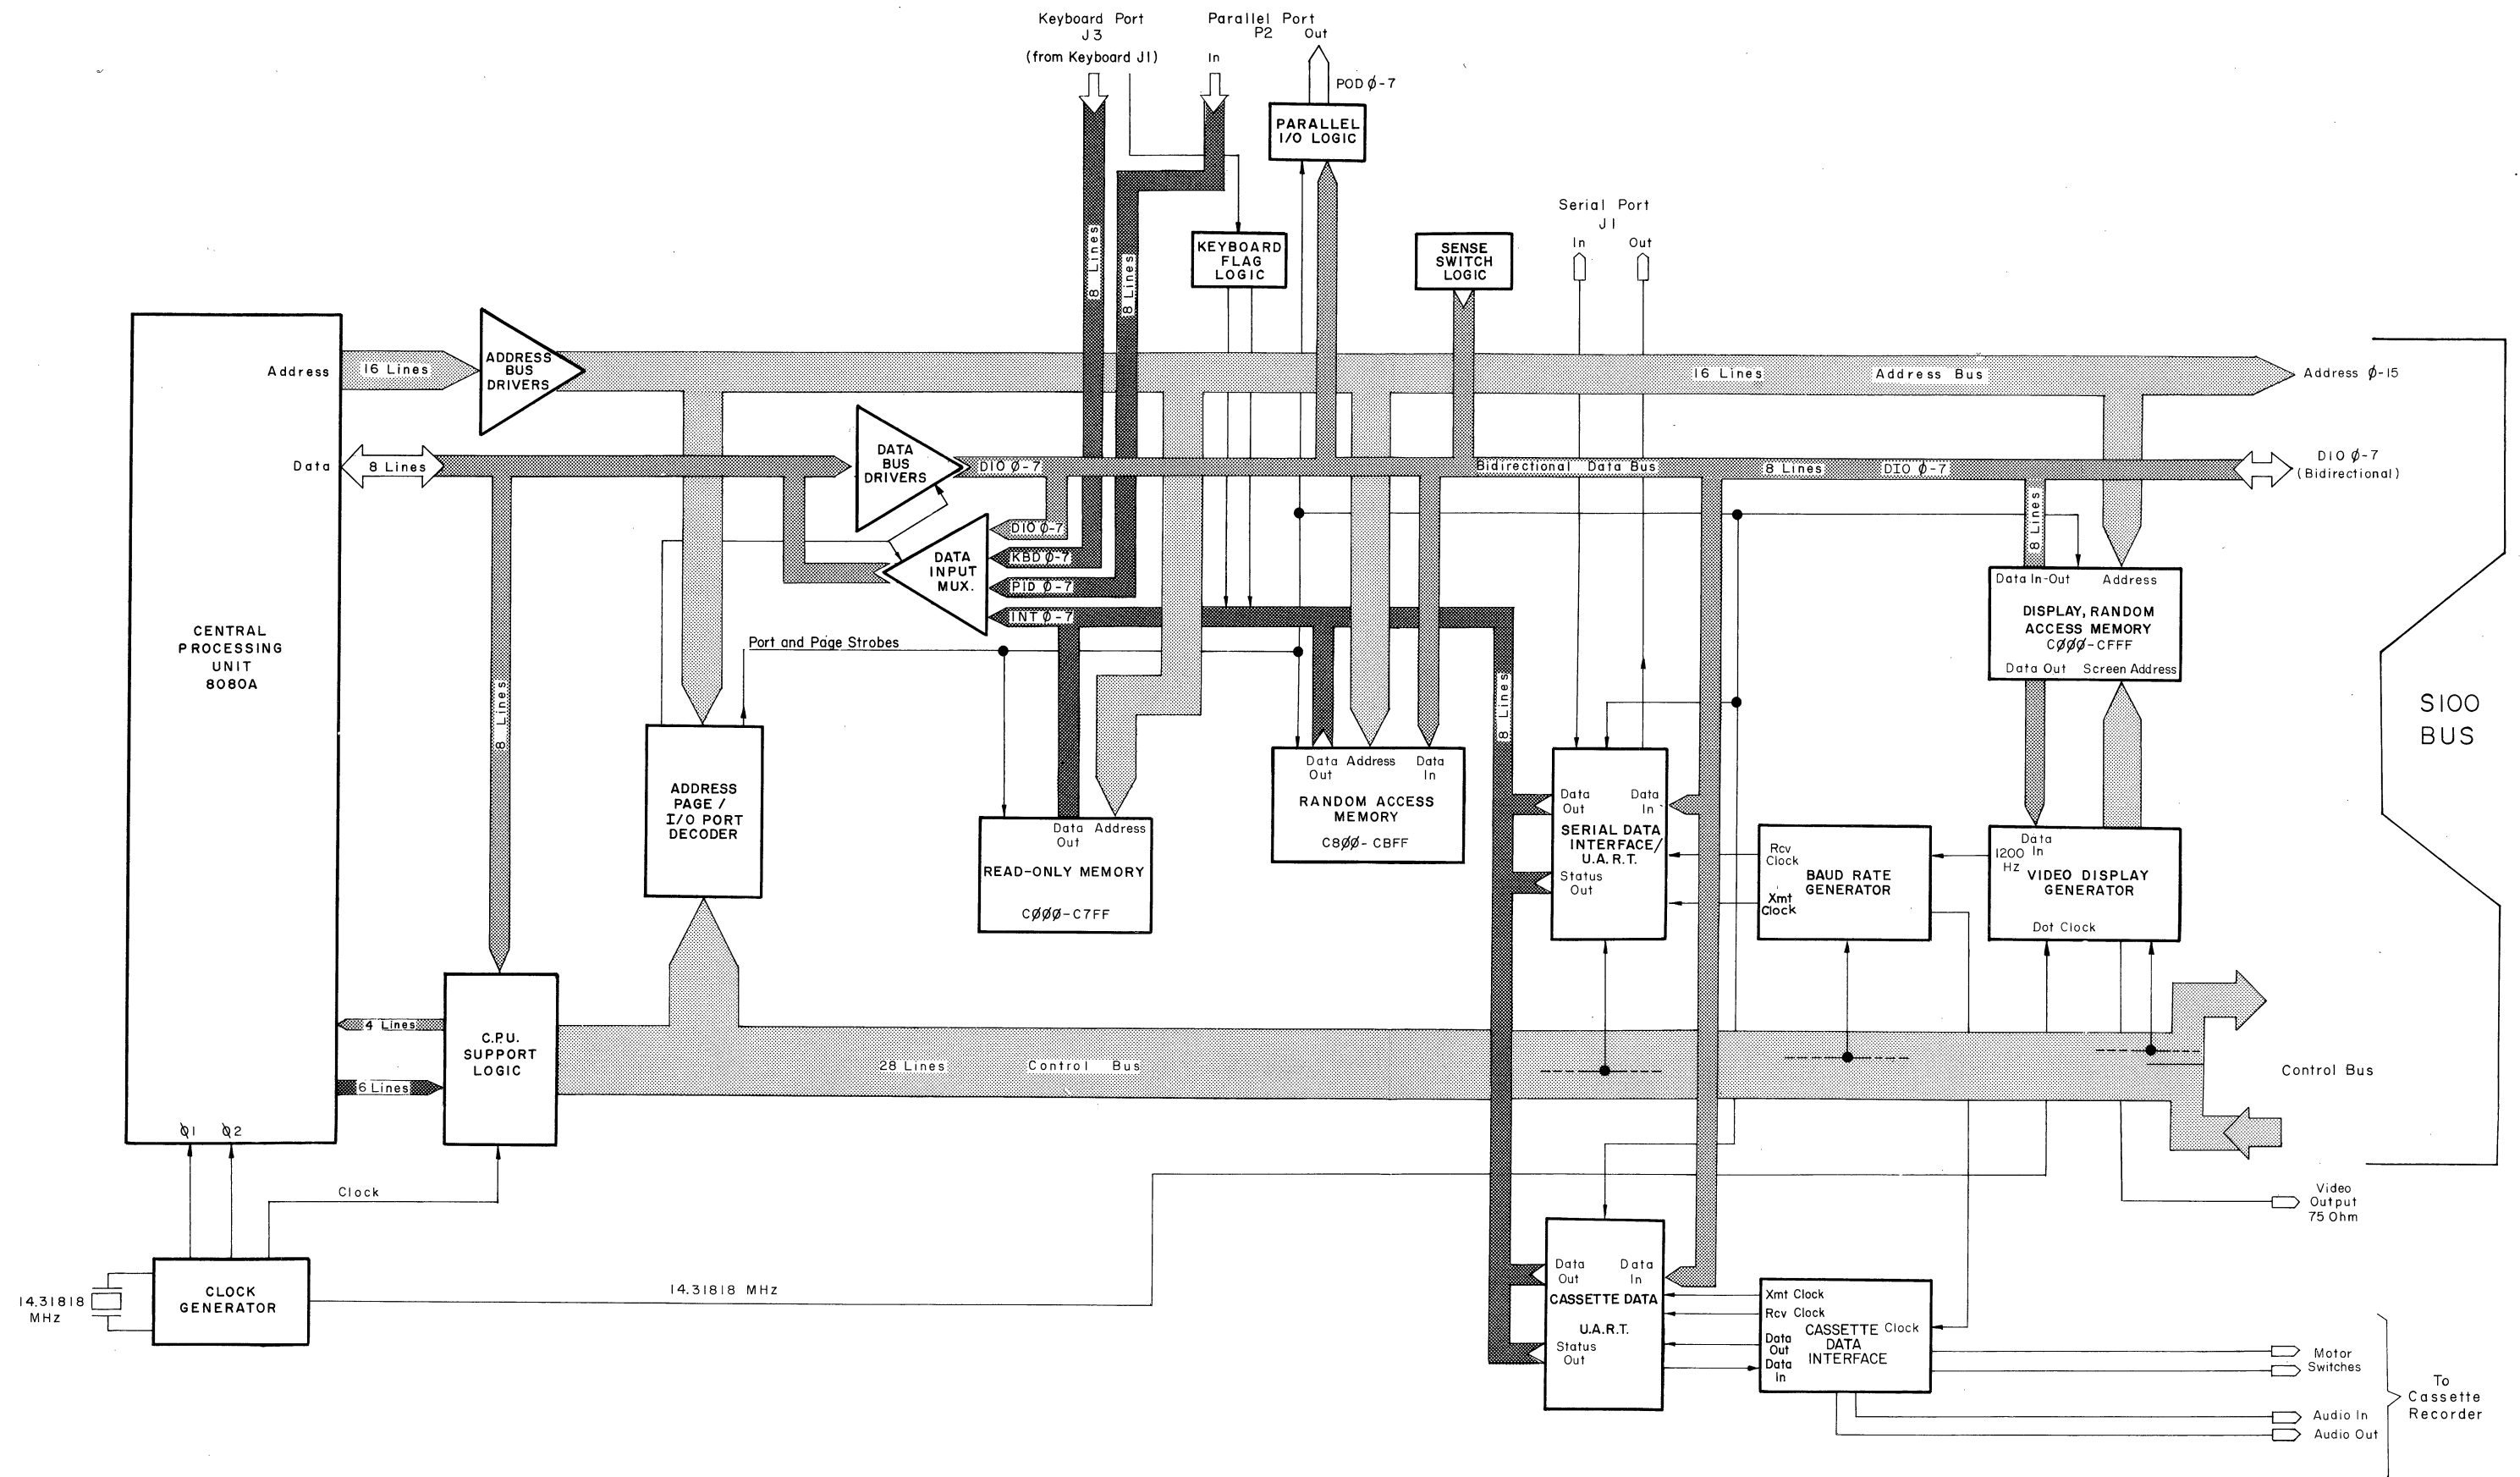 Keyboard Port
J3
(from Keyboard J1)
Parallel Port
P2
Out
In
POD Ø-7
PARALLEL
I/O LOGIC
Serial Port
J1
In
Out
KEYBOARD
FLAG
LOGIC
SENSE
SWITCH
LOGIC
8 Lines
8 Lines
Address
16 Lines
ADDRESS
BUS
DRIVERS
16 Lines
Address Bus
Address Ø-15
Data
8 Lines
DATA
BUS
DRIVERS
DIO Ø-7
Bidirectional Data Bus
8 Lines
DIO Ø-7
DIO Ø-7
(Bidirectional)
DATA
INPUT
MUX.
DIO Ø-7
KBD Ø-7
PID Ø-7
INT Ø-7
8 Lines
Data In-Out
Address
DISPLAY, RANDOM
ACCESS MEMORY
CØØØ-CFFF
Data Out
Screen Address
CENTRAL
PROCESSING
UNIT
8080A
Port and Page Strobes
8 Lines
8 Lines
S100
BUS
ADDRESS
PAGE /
I/O PORT
DECODER
Data
Out
Address
READ-ONLY MEMORY
CØØØ-C7FF
Data
Out
Address
Data
In
RANDOM ACCESS
MEMORY
C8ØØ-CBFF
Data
Out
Data
In
SERIAL DATA
INTERFACE/
U.A.R.T.
Status
Out
Rcv
Clock
BAUD RATE
GENERATOR
Xmt
Clock
Data
In
1200
Hz
VIDEO DISPLAY
GENERATOR
Dot Clock
4 Lines
6 Lines
C.P.U.
SUPPORT
LOGIC
28 Lines
Control Bus
Control Bus
Ø1
Ø2
Clock
Video
Output
75 Ohm
14.31818
MHz
CLOCK
GENERATOR
14.31818 MHz
Data
Out
Data
In
CASSETTE DATA
U.A.R.T.
Status
Out
Xmt Clock
Rcv Clock
Data
Out
Data
In
CASSETTE
DATA
INTERFACE
Clock
Motor
Switches
Audio In
Audio Out
To
Cassette
Recorder